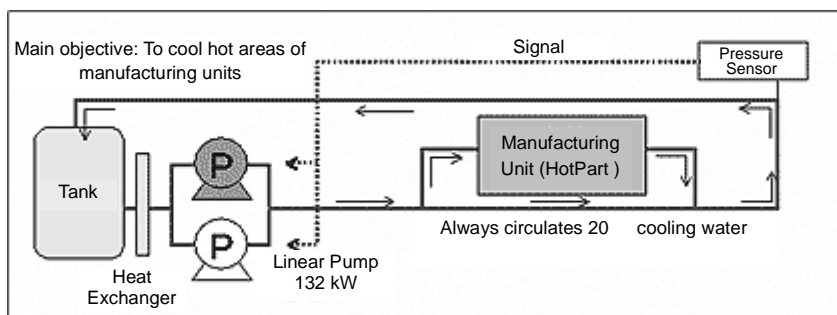 Main objective: To cool hot areas of
manufacturing units
Signal
Pressure
Sensor
Manufacturing
Unit (HotPart )
Tank
P
P
Always circulates 20 cooling water
Heat
Exchanger
Linear Pump
132 kW